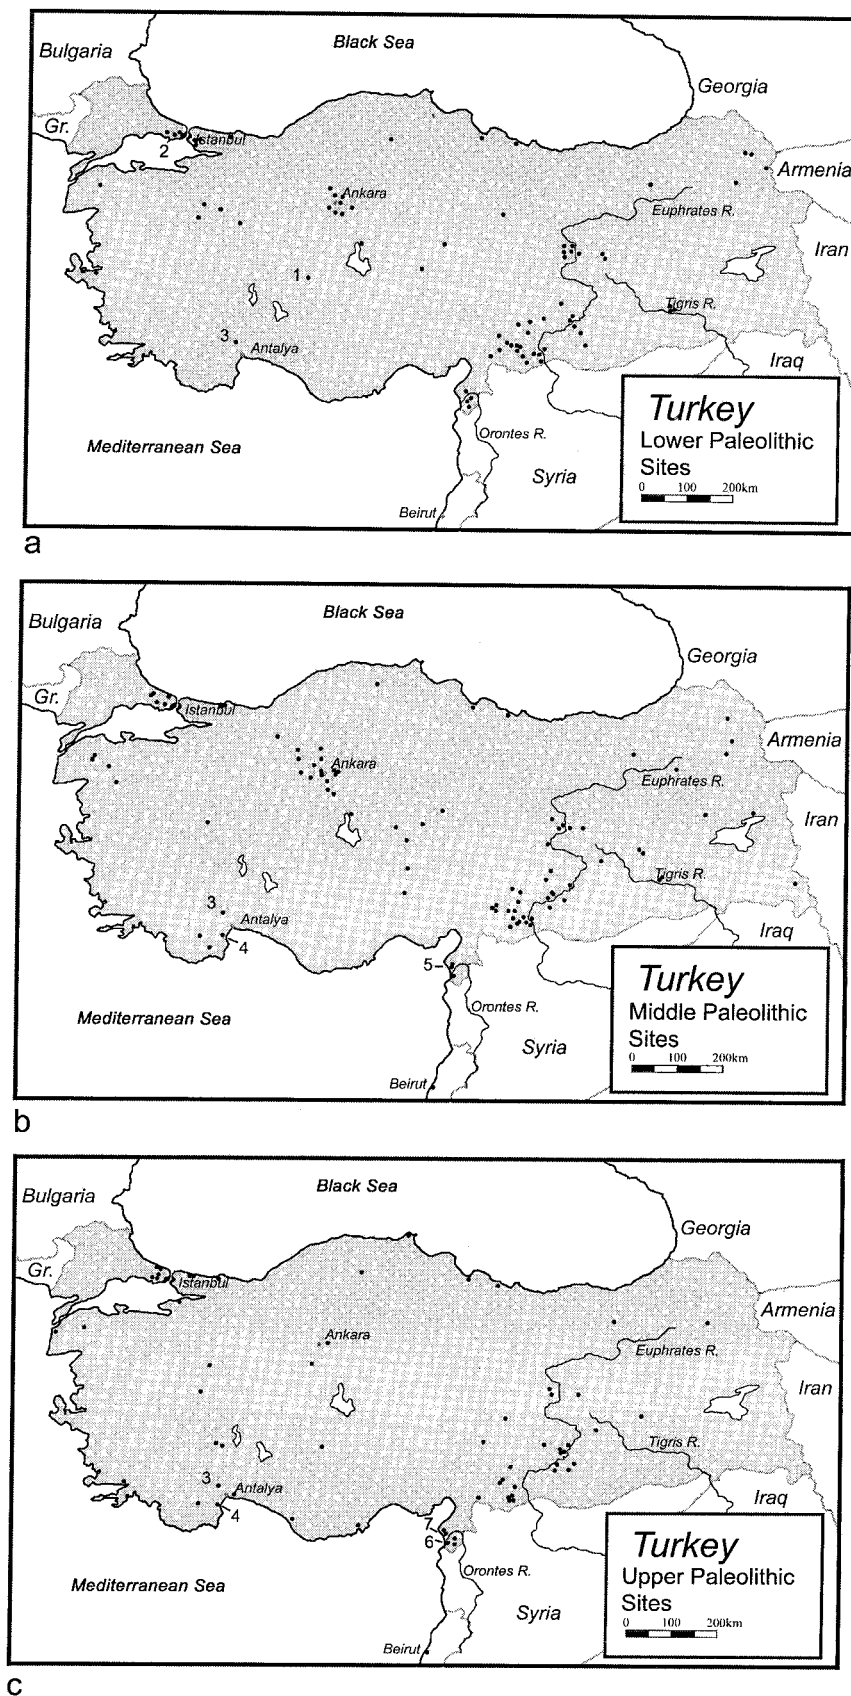 Black Sea
Bulgaria
Georgia
Gr.
2
Istanbul
Armenia
Ankara
Euphrates R.
Iran
1
Tigris R.
3
Antalya
Iraq
Turkey
Lower Paleolithic
Sites
0 100 200km
Orontes R.
Mediterranean Sea
Syria
Beirut
a
Black Sea
Bulgaria
Georgia
Gr.
Istanbul
Armenia
Ankara
Euphrates R.
Iran
Tigris R.
3
Antalya
4
Iraq
5
Turkey
Middle Paleolithic
Sites
0 100 200km
Orontes R.
Mediterranean Sea
Syria
Beirut
b
Black Sea
Bulgaria
Georgia
Gr.
Istanbul
Armenia
Ankara
Euphrates R.
Iran
Tigris R.
3
Antalya
4
Iraq
7
6
Turkey
Upper Paleolithic
Sites
0 100 200km
Orontes R.
Mediterranean Sea
Syria
Beirut
c